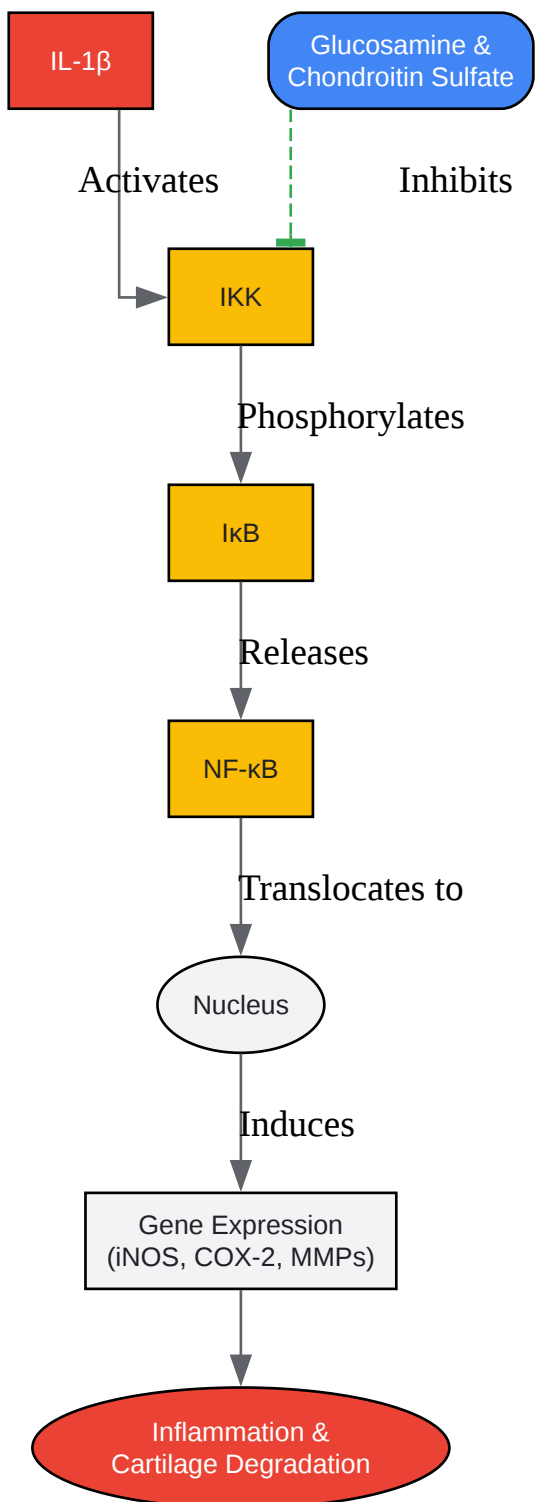 IL-1β
Glucosamine &
Chondroitin Sulfate
Activates
Inhibits
IKK
Phosphorylates
IκB
Releases
NF-κB
Translocates to
Nucleus
Induces
Gene Expression
(iNOS, COX-2, MMPs)
Inflammation &
Cartilage Degradation